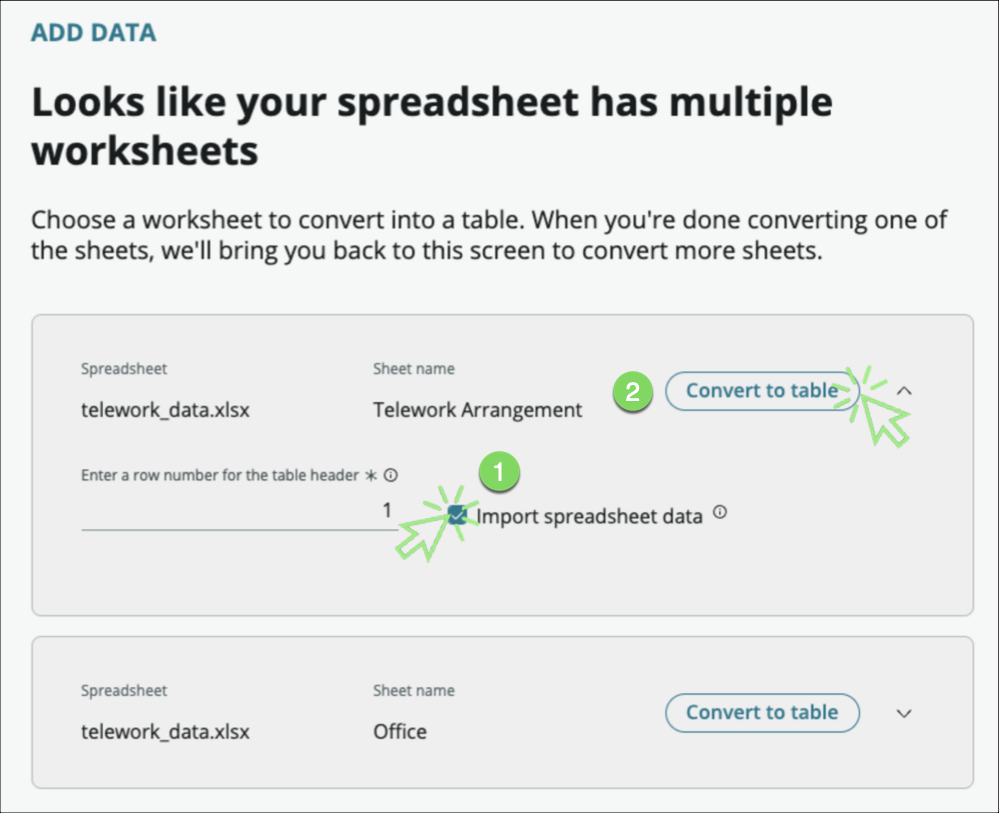 ADD DATA
Looks like your spreadsheet has multiple
worksheets
Choose a worksheet to convert into a table. When you're done converting one of
the sheets, we'll bring you back to this screen to convert more sheets.
Spreadsheet
Sheet name
telework_data.xlsx
Telework Arrangement
2
Convert to table
Enter a row number for the table header *
1
1
Import spreadsheet data
Spreadsheet
Sheet name
telework_data.xlsx
Office
Convert to table